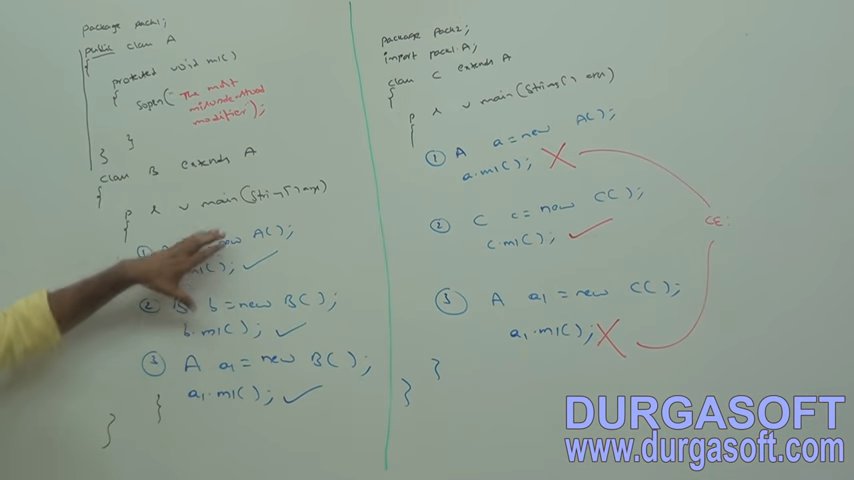 package pack1;
public class A
{
protected void m1()
{
sopln("The most
misunderstood
modifier");
}
}
class B extends A
{
p s v main(String[] args)
{
①
new A();
m1(); ✓
② B b = new B();
b.m1(); ✓
③ A a1 = new B();
a1.m1(); ✓
}
}
package pack2;
import pack1.A;
class C extends A
{
p s v main(String[] args)
{
① A a = new A();
a.m1(); X
② C c = new C();
c.m1(); ✓
③ A a1 = new C();
a1.m1(); X
}
}
CE:
DURGASOFT
www.durgasoft.com